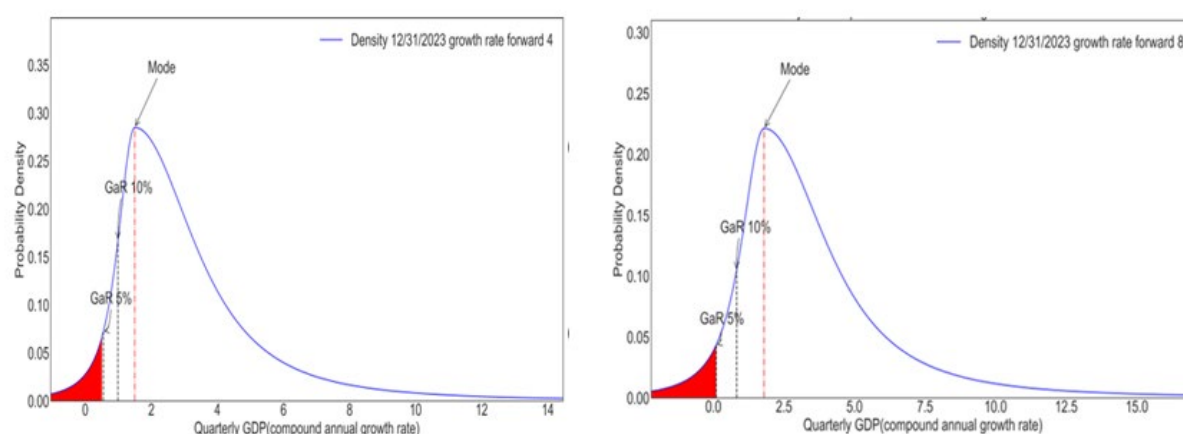 Density 12/31/2023 growth rate forward 4
0.35
Mode
0.30
0.25
GaR 10%
0.20
0.15
GaR 5%
0.10
0.05
0.00
Probability Density
0 2 4 6 8 10 12 14
Quarterly GDP(compound annual growth rate)
0.30
Density 12/31/2023 growth rate forward 8
Mode
0.25
0.20
0.15
GaR 10%
0.10
GaR 5%
0.05
0.00
Probability Density
0.0 2.5 5.0 7.5 10.0 12.5 15.0
Quarterly GDP(compound annual growth rate)